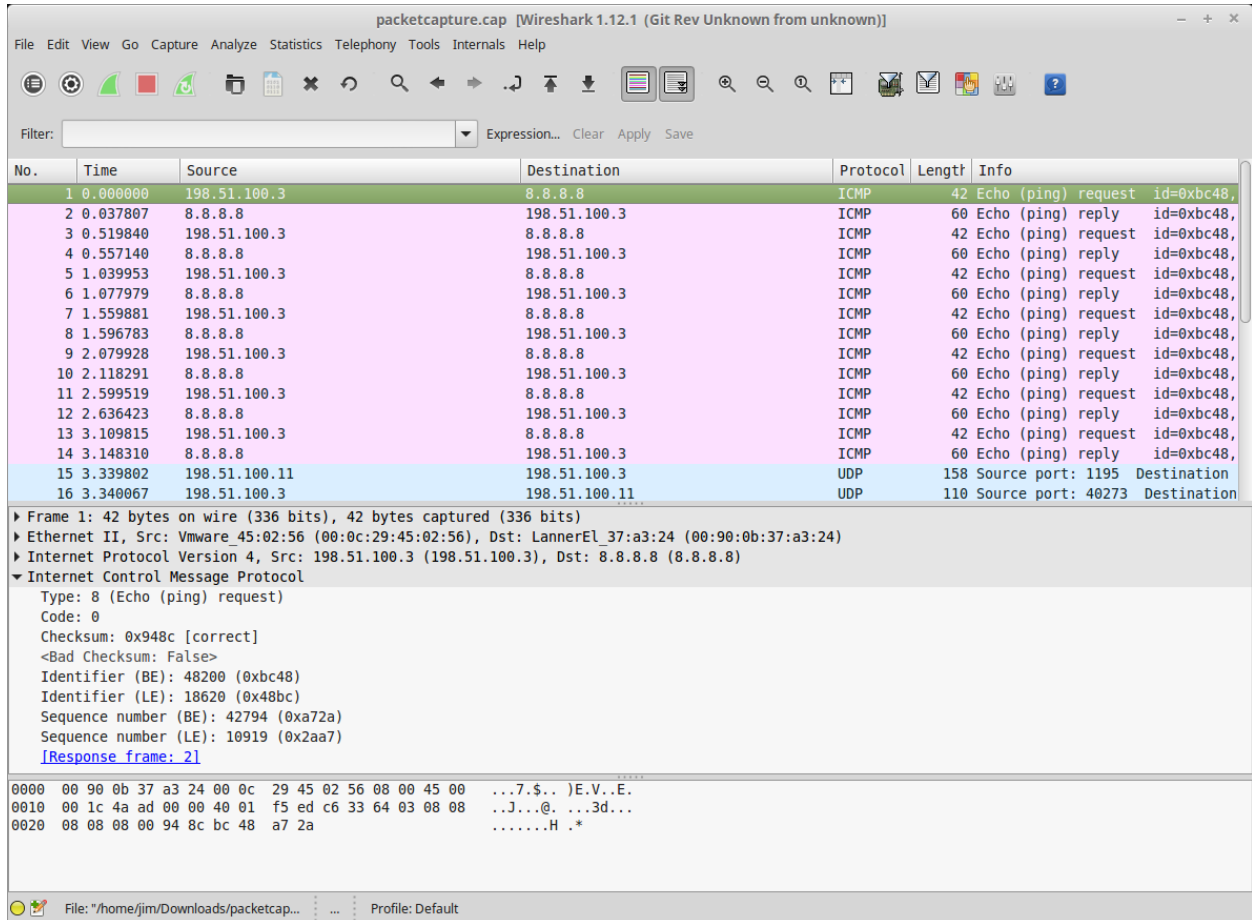 packetcapture.cap [Wireshark 1.12.1 (Git Rev Unknown from unknown)]
File Edit View Go Capture Analyze Statistics Telephony Tools Internals Help
Filter: Expression... Clear Apply Save
No. Time Source Destination Protocol Length Info
1 0.000000 198.51.100.3 8.8.8.8 ICMP 42 Echo (ping) request id=0xbc48,
2 0.037807 8.8.8.8 198.51.100.3 ICMP 60 Echo (ping) reply id=0xbc48,
3 0.519840 198.51.100.3 8.8.8.8 ICMP 42 Echo (ping) request id=0xbc48,
4 0.557140 8.8.8.8 198.51.100.3 ICMP 60 Echo (ping) reply id=0xbc48,
5 1.039953 198.51.100.3 8.8.8.8 ICMP 42 Echo (ping) request id=0xbc48,
6 1.077979 8.8.8.8 198.51.100.3 ICMP 60 Echo (ping) reply id=0xbc48,
7 1.559881 198.51.100.3 8.8.8.8 ICMP 42 Echo (ping) request id=0xbc48,
8 1.596783 8.8.8.8 198.51.100.3 ICMP 60 Echo (ping) reply id=0xbc48,
9 2.079928 198.51.100.3 8.8.8.8 ICMP 42 Echo (ping) request id=0xbc48,
10 2.118291 8.8.8.8 198.51.100.3 ICMP 60 Echo (ping) reply id=0xbc48,
11 2.599519 198.51.100.3 8.8.8.8 ICMP 42 Echo (ping) request id=0xbc48,
12 2.636423 8.8.8.8 198.51.100.3 ICMP 60 Echo (ping) reply id=0xbc48,
13 3.109815 198.51.100.3 8.8.8.8 ICMP 42 Echo (ping) request id=0xbc48,
14 3.148310 8.8.8.8 198.51.100.3 ICMP 60 Echo (ping) reply id=0xbc48,
15 3.339802 198.51.100.11 198.51.100.3 UDP 158 Source port: 1195 Destination
16 3.340067 198.51.100.3 198.51.100.11 UDP 110 Source port: 40273 Destination
Frame 1: 42 bytes on wire (336 bits), 42 bytes captured (336 bits)
Ethernet II, Src: Vmware_45:02:56 (00:0c:29:45:02:56), Dst: LannerEl_37:a3:24 (00:90:0b:37:a3:24)
Internet Protocol Version 4, Src: 198.51.100.3 (198.51.100.3), Dst: 8.8.8.8 (8.8.8.8)
Internet Control Message Protocol
Type: 8 (Echo (ping) request)
Code: 0
Checksum: 0x948c [correct]
<Bad Checksum: False>
Identifier (BE): 48200 (0xbc48)
Identifier (LE): 18620 (0x48bc)
Sequence number (BE): 42794 (0xa72a)
Sequence number (LE): 10919 (0x2aa7)
[Response frame: 2]
0000 00 90 0b 37 a3 24 00 0c 29 45 02 56 08 00 45 00 ...7.$.. )E.V..E.
0010 00 1c 4a ad 00 00 40 01 f5 ed c6 33 64 03 08 08 ..J...@. ...3d...
0020 08 08 08 00 94 8c bc 48 a7 2a .......H .*
File: "/home/jim/Downloads/packetcap... ... Profile: Default